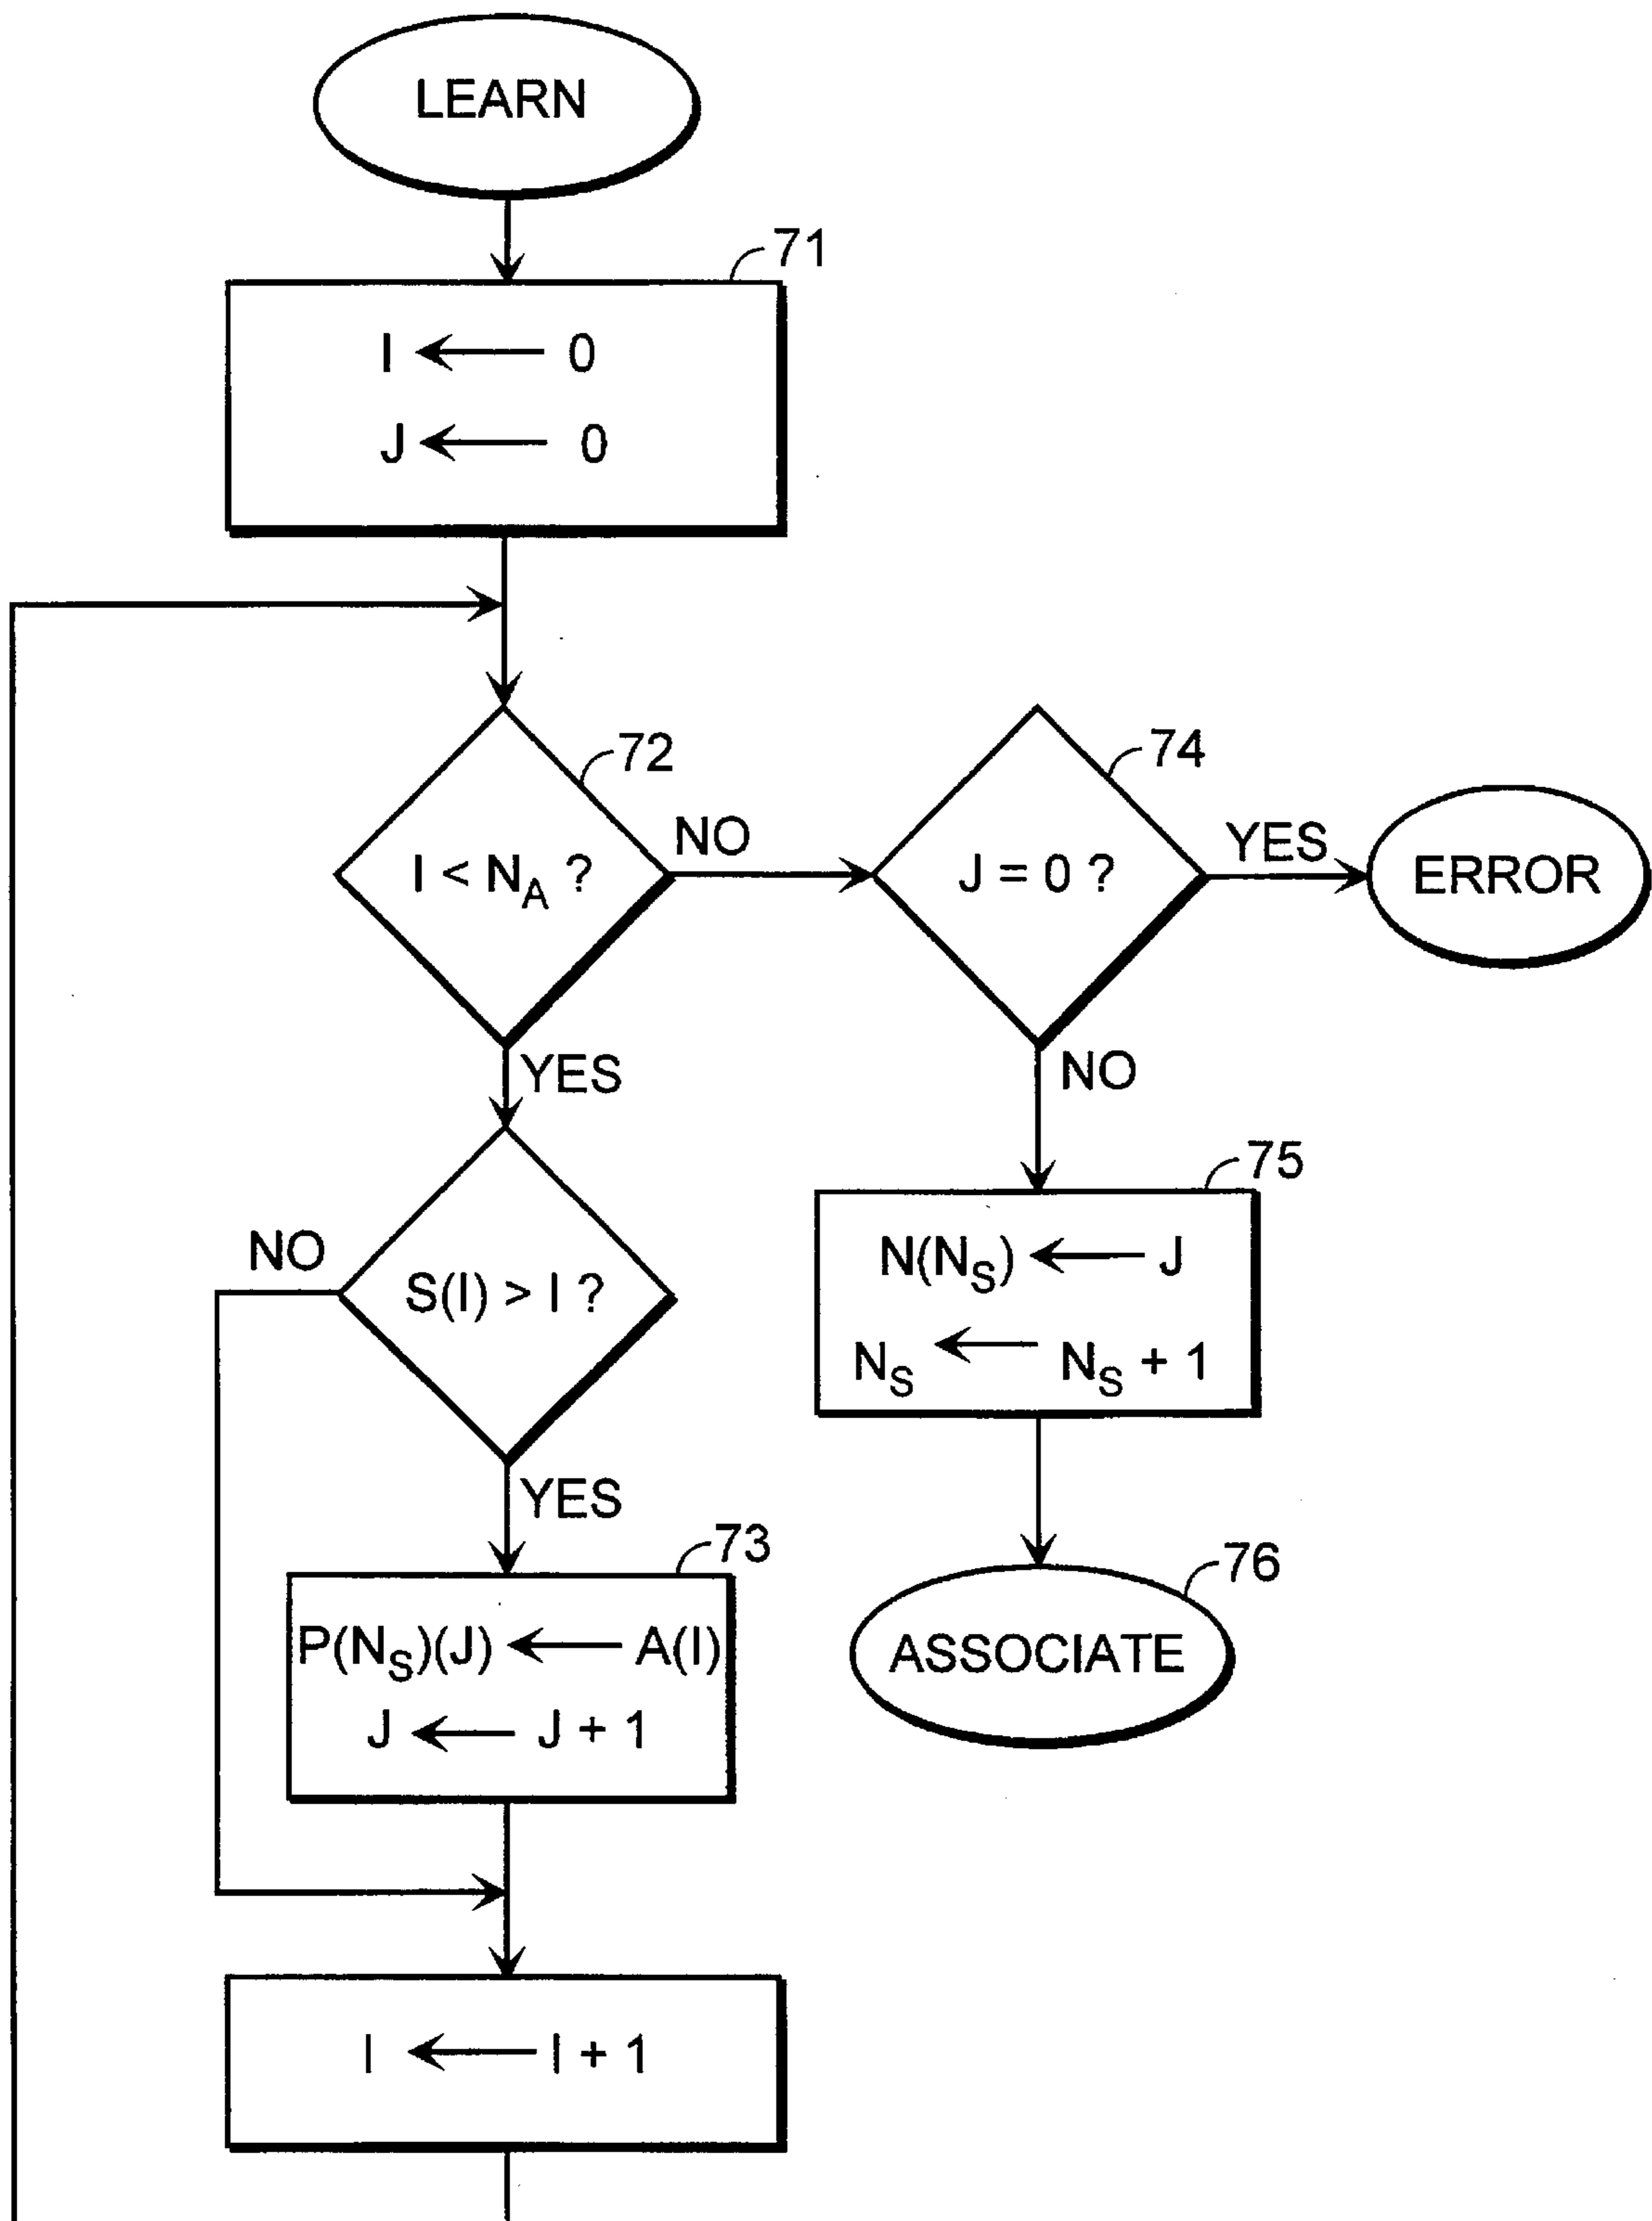 LEARN
71
I ← 0
J ← 0
72
I < N_A ?
NO
74
J = 0 ?
YES
ERROR
YES
NO
S(I) > I ?
NO
75
N(N_S) ← J
N_S ← N_S + 1
YES
73
P(N_S)(J) ← A(I)
J ← J + 1
76
ASSOCIATE
I ← I + 1